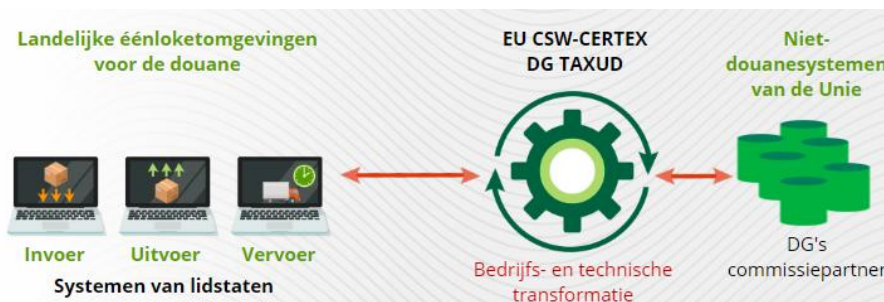 Landelijke éénloketomgevingen
voor de douane
EU CSW-CERTEX
DG TAXUD
Niet-
douanesystemen
van de Unie
Invoer
Uitvoer
Vervoer
Systemen van lidstaten
Bedrijfs- en technische
transformatie
DG's
commissiepartner